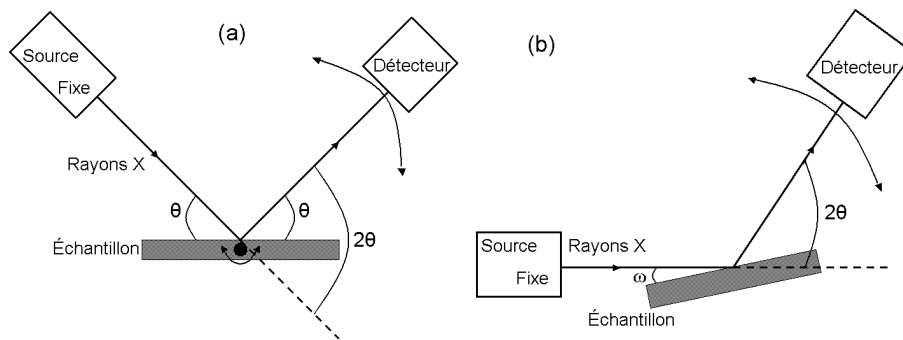 (a)
Source
Fixe
Détecteur
Rayons X
θ
θ
2θ
Échantillon
(b)
Détecteur
2θ
Source
Fixe
Rayons X
ω
Échantillon